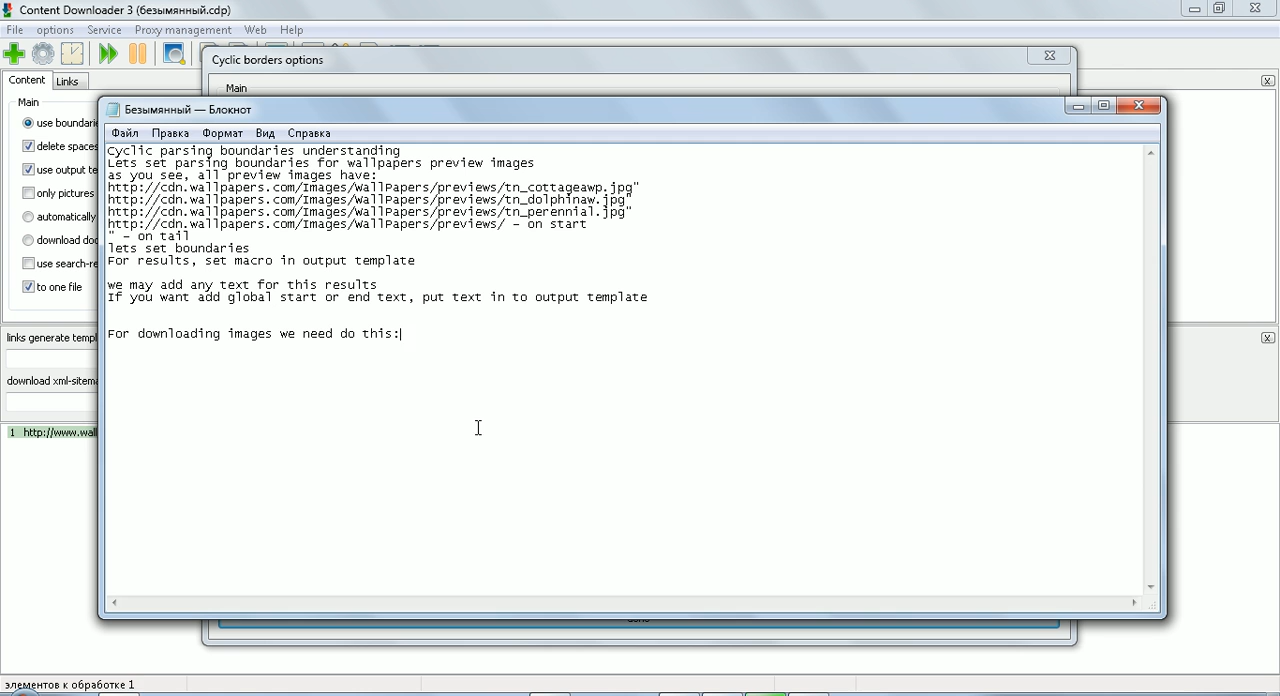 Content Downloader 3 (безымянный.cdp)
File options Service Proxy management Web Help
Cyclic borders options
Content Links
Main
Main
use boundarie
delete spaces
use output te
only pictures
automatically
download doc
use search-re
to one file
links generate templ
download xml-sitema
1 http://www.wall
Безымянный — Блокнот
Файл Правка Формат Вид Справка
Cyclic parsing boundaries understanding
Lets set parsing boundaries for wallpapers preview images
as you see, all preview images have:
http://cdn.wallpapers.com/Images/WallPapers/previews/tn_cottageawp.jpg"
http://cdn.wallpapers.com/Images/WallPapers/previews/tn_dolphinaw.jpg"
http://cdn.wallpapers.com/Images/WallPapers/previews/tn_perennial.jpg"
http://cdn.wallpapers.com/Images/WallPapers/previews/ - on start
" - on tail
lets set boundaries
For results, set macro in output template
we may add any text for this results
If you want add global start or end text, put text in to output template
For downloading images we need do this:
элементов к обработке 1